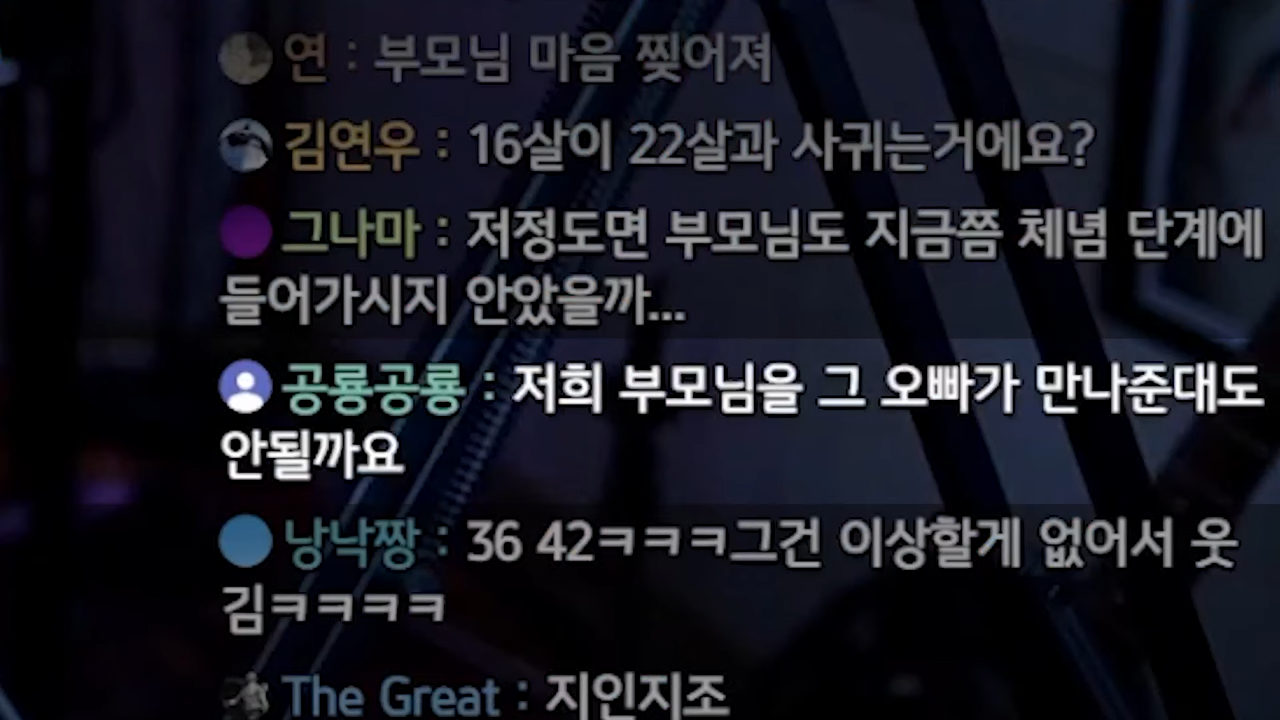 연 : 부모님 마음 찢어져
김연우 : 16살이 22살과 사귀는거에요?
그나마 : 저정도면 부모님도 지금쯤 체념 단계에
들어가시지 안았을까...
공룡공룡 : 저희 부모님을 그 오빠가 만나준대도
안될까요
낭낙짱 : 36 42ㅋㅋㅋ그건 이상할게 없어서 웃
김ㅋㅋㅋㅋ
The Great : 지인지조